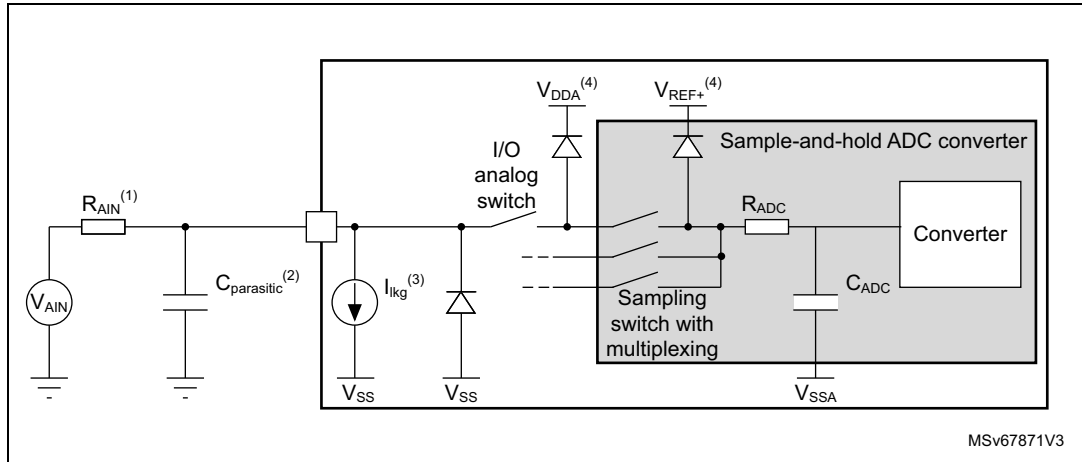 V_DDA(4)
V_REF+(4)
Sample-and-hold ADC converter
I/O
analog
switch
R_AIN(1)
R_ADC
Converter
V_AIN
C_parasitic(2)
I_lkg(3)
C_ADC
Sampling
switch with
multiplexing
V_SS
V_SS
V_SSA
MSv67871V3